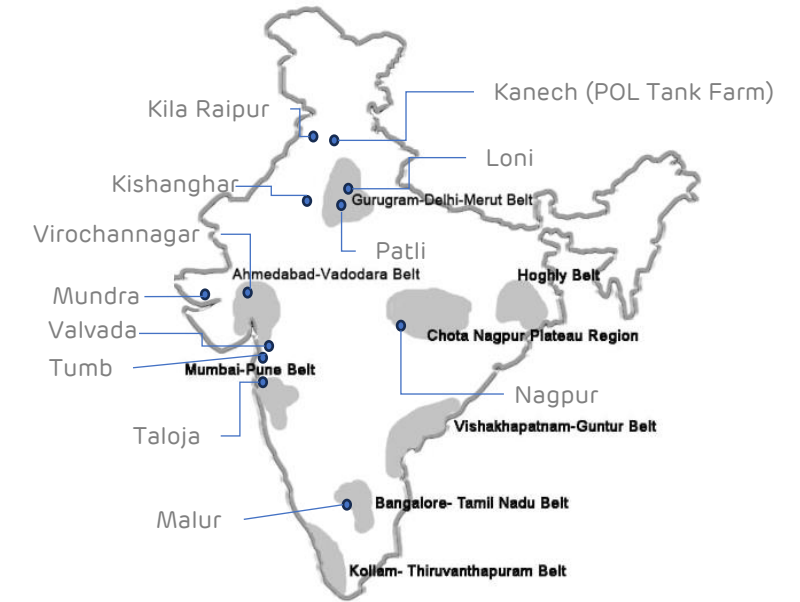 Kanech (POL Tank Farm)
Kila Raipur
Loni
Kishanghar
Gurugram-Delhi-Merut Belt
Virochannagar
Patli
Ahmedabad-Vadodara Belt
Hoghly Belt
Mundra
Valvada
Chota Nagpur Plateau Region
Tumb
Mumbai-Pune Belt
Nagpur
Vishakhapatnam-Guntur Belt
Taloja
Bangalore- Tamil Nadu Belt
Malur
Kollam- Thiruvanthapuram Belt